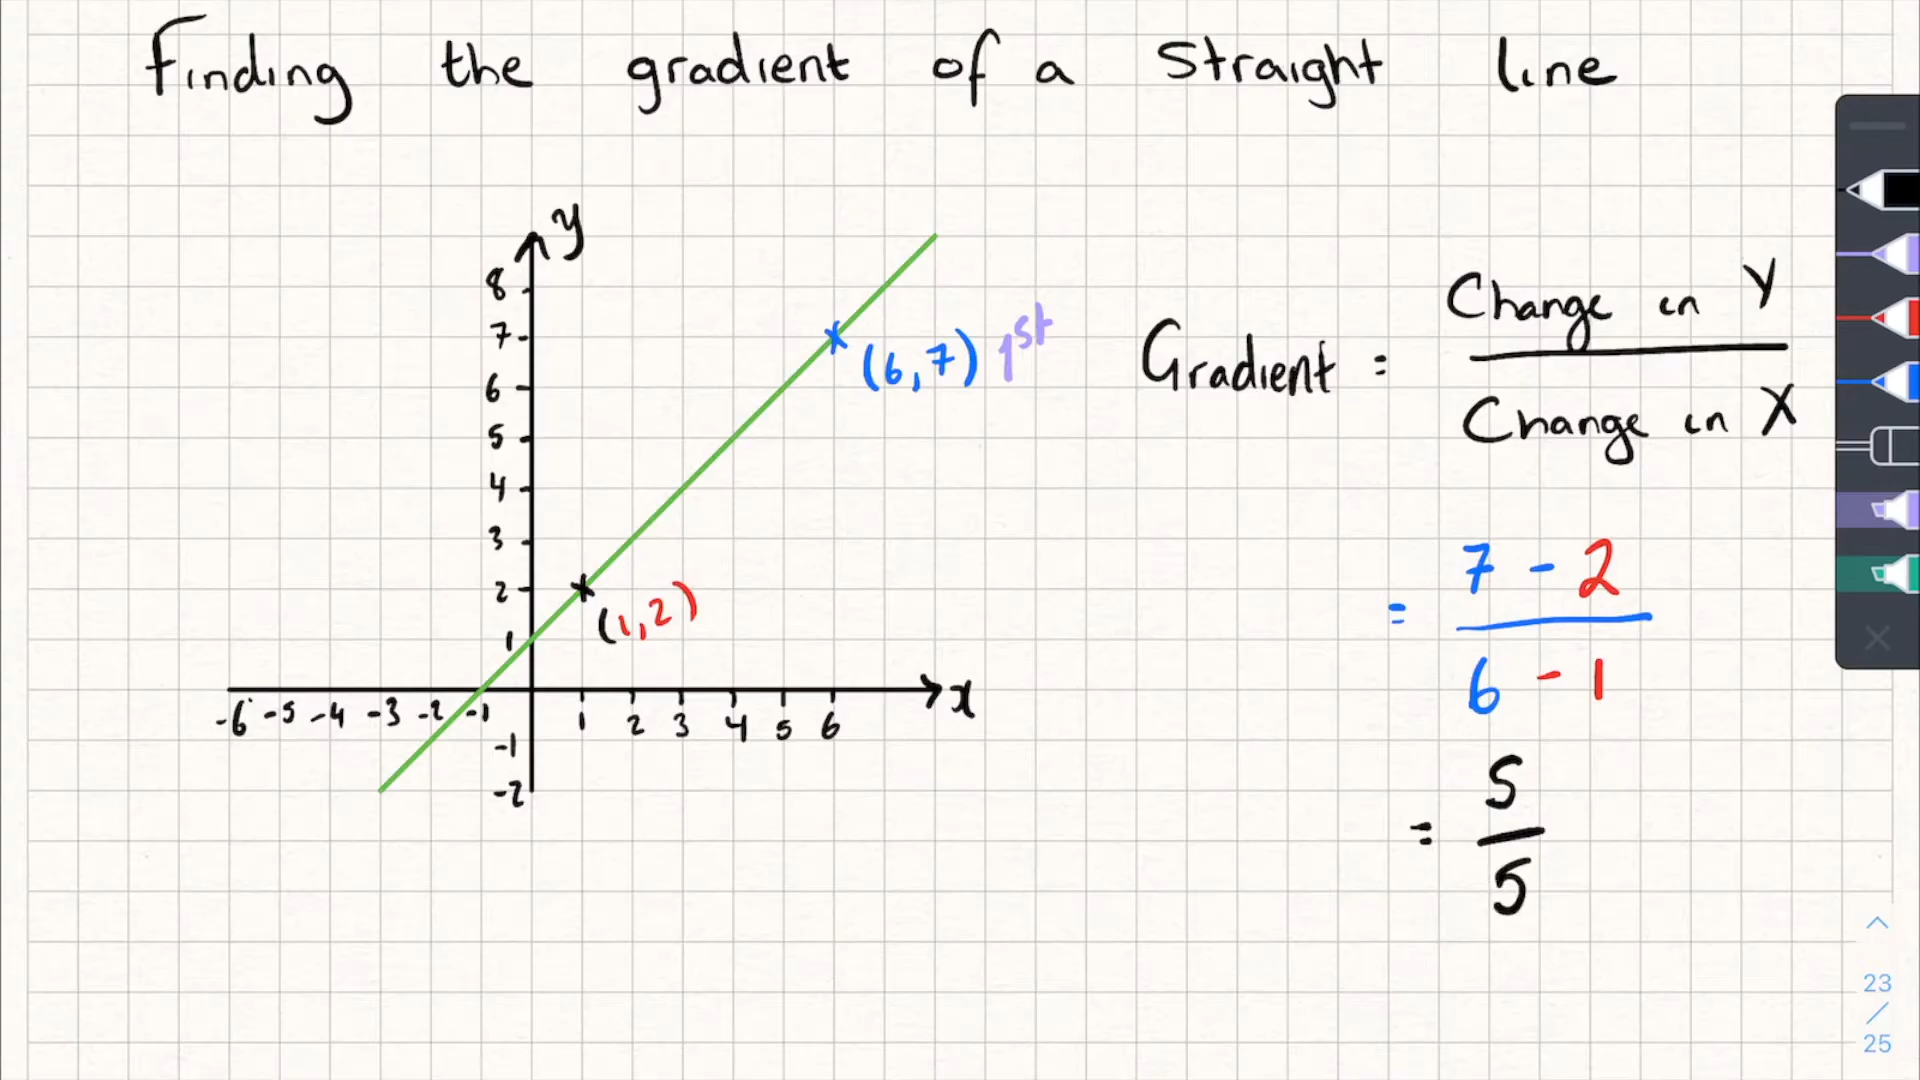 Finding the gradient of a straight line
y
8
7
6
5
4
3
2
1
-6 -5 -4 -3 -2 -1 1 2 3 4 5 6 x
-1
-2
(6,7) 1st
(1,2)
Gradient = Change in Y
Change in X
= 7 - 2
6 - 1
= 5
5
23
/
25